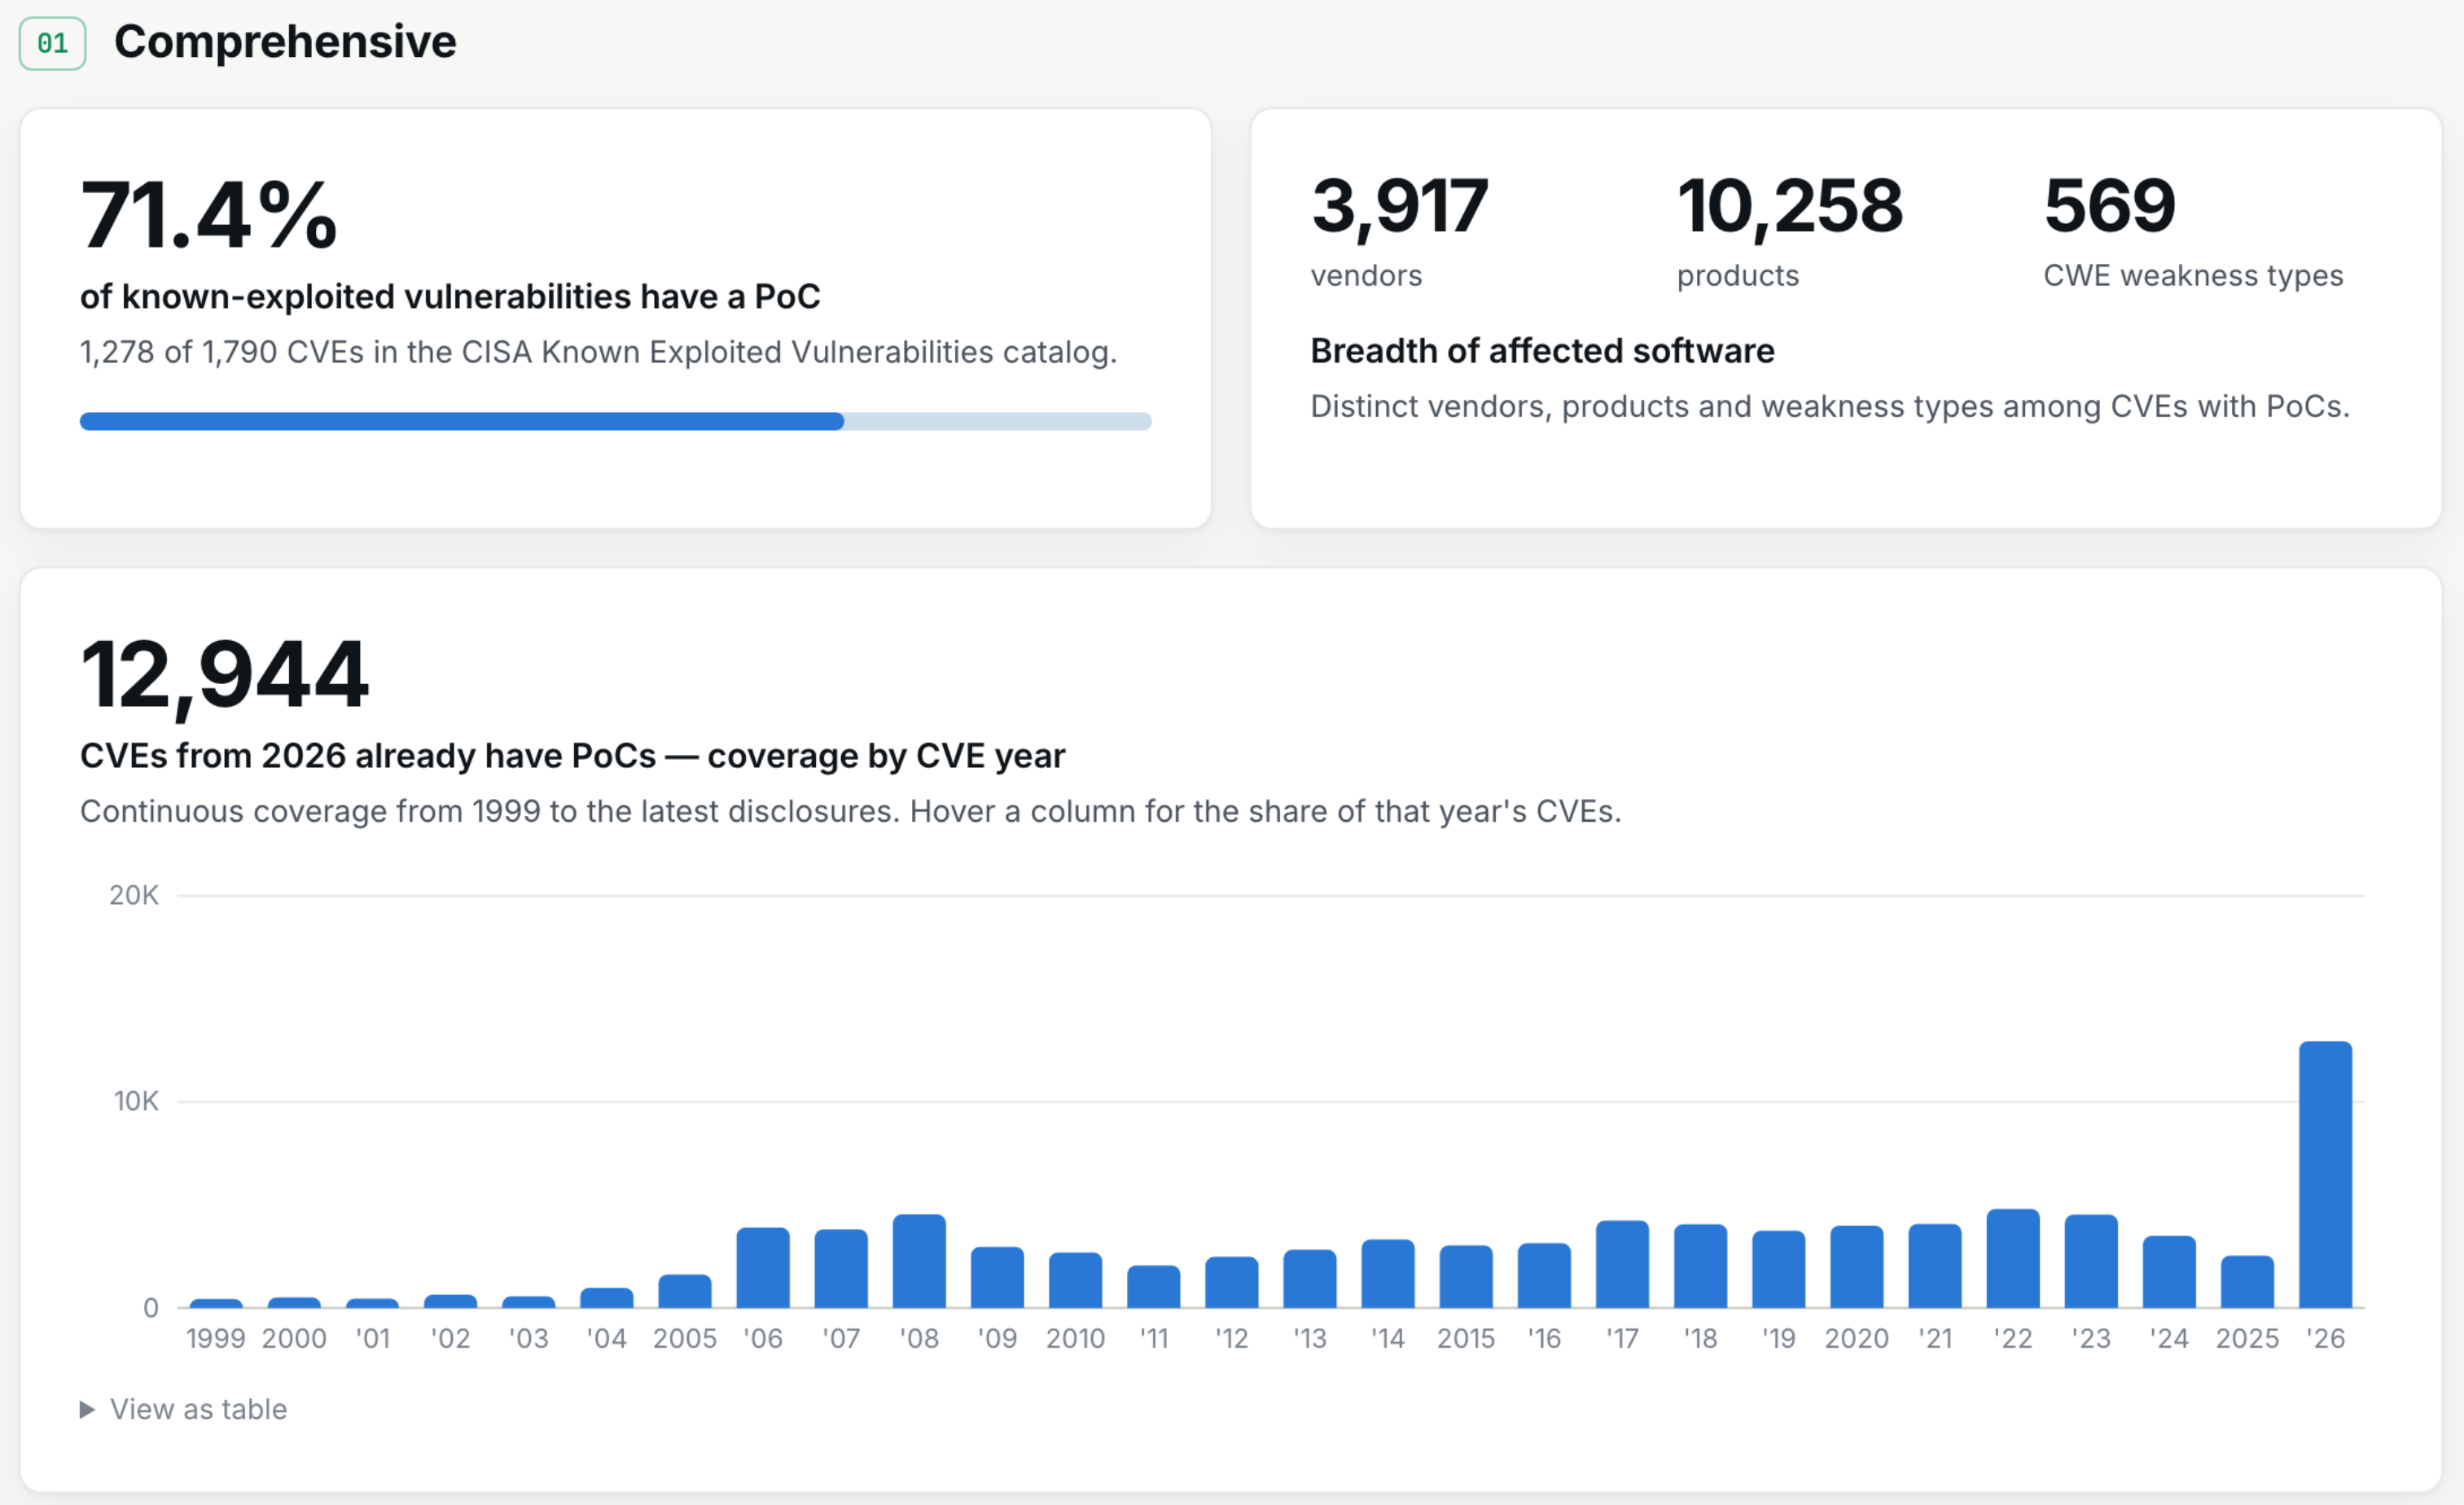 01 Comprehensive
71.4%
of known-exploited vulnerabilities have a PoC
1,278 of 1,790 CVEs in the CISA Known Exploited Vulnerabilities catalog.
3,917 10,258 569
vendors products CWE weakness types
Breadth of affected software
Distinct vendors, products and weakness types among CVEs with PoCs.
12,944
CVEs from 2026 already have PoCs — coverage by CVE year
Continuous coverage from 1999 to the latest disclosures. Hover a column for the share of that year's CVEs.
20K
10K
0
1999 2000 '01 '02 '03 '04 2005 '06 '07 '08 '09 2010 '11 '12 '13 '14 2015 '16 '17 '18 '19 2020 '21 '22 '23 '24 2025 '26
View as table